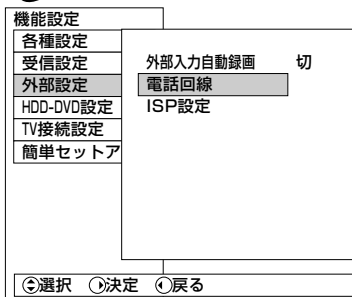 機能設定
各種設定
受信設定
外部設定
HDD-DVD設定
TV接続設定
簡単セットア
外部入力自動録画 切
電話回線
ISP設定
選択 決定 戻る